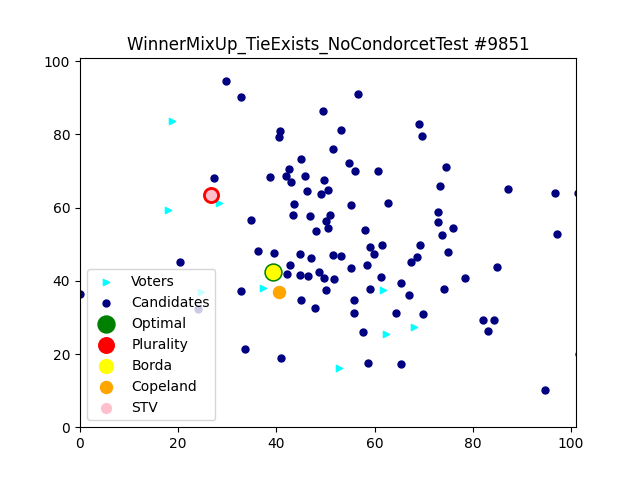 WinnerMixUp_TieExists_NoCondorcetTest #9851
100
80
60
40
20
0
Voters
Candidates
Optimal
Plurality
Borda
Copeland
STV
0 20 40 60 80 100